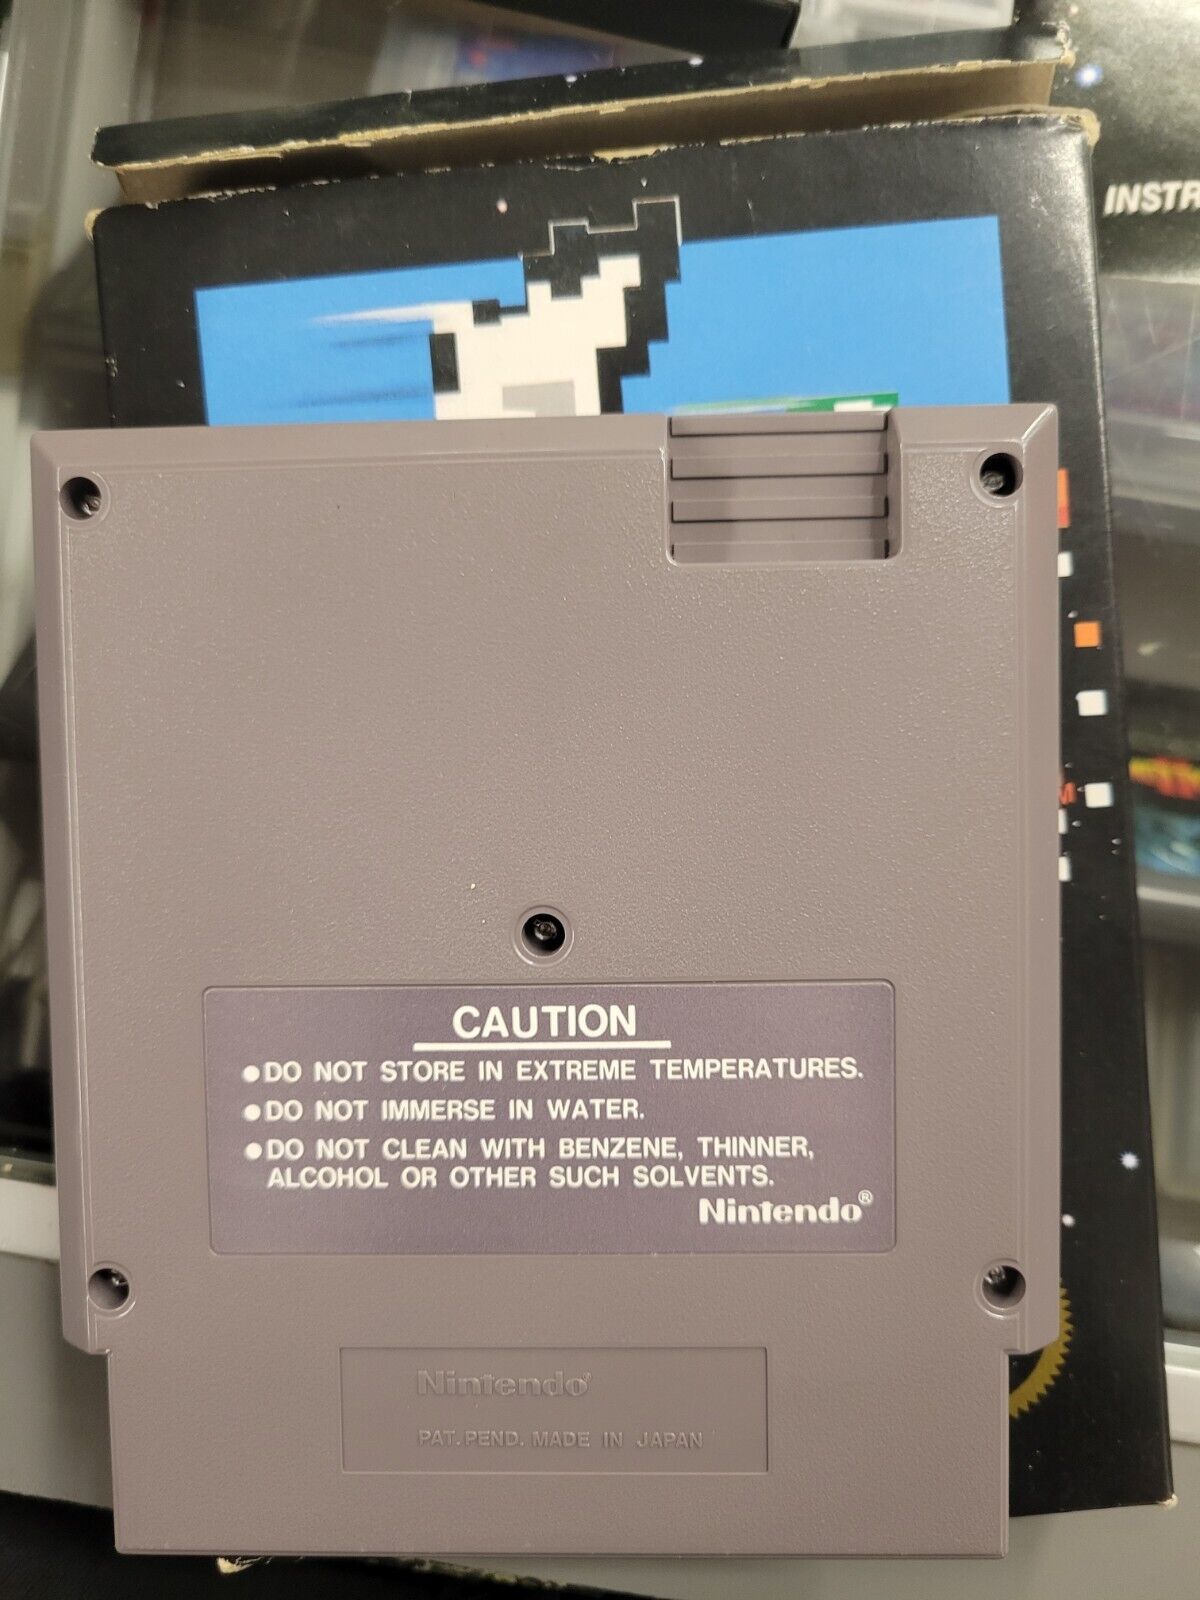 INSTR
M
CAUTION
●DO NOT STORE IN EXTREME TEMPERATURES.
●DO NOT IMMERSE IN WATER.
●DO NOT CLEAN WITH BENZENE, THINNER,
ALCOHOL OR OTHER SUCH SOLVENTS.
Nintendo®
Nintendo®
PAT. PEND. MADE IN JAPAN